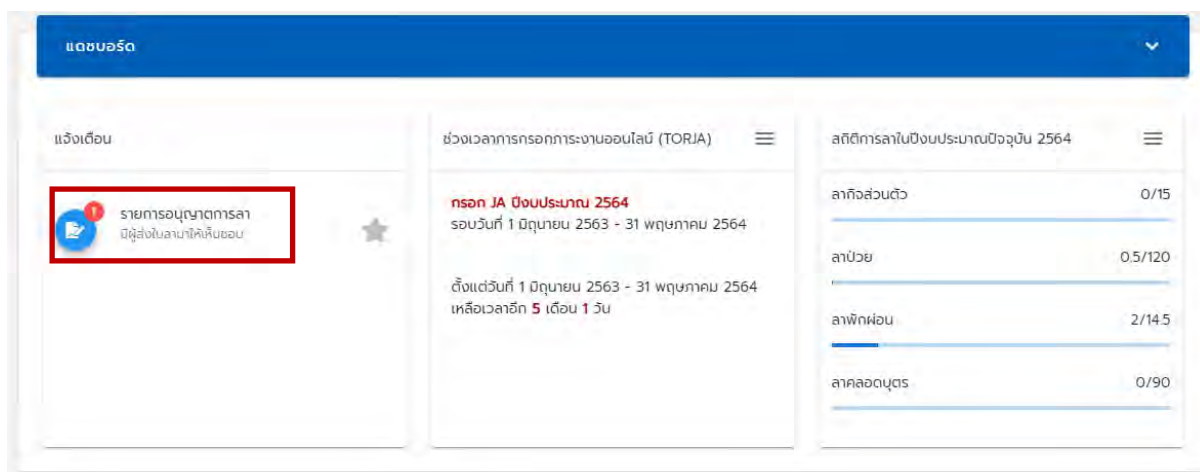 แดชบอร์ด
แจ้งเตือน
1
รายการอนุญาตการลา
มีผู้ส่งใบลามาให้เห็นชอบ
ช่วงเวลาการกรอกภาระงานออนไลน์ (TORJA)
กรอก JA ปีงบประมาณ 2564
รอบวันที่ 1 มิถุนายน 2563 - 31 พฤษภาคม 2564
ตั้งแต่วันที่ 1 มิถุนายน 2563 - 31 พฤษภาคม 2564
เหลือเวลาอีก 5 เดือน 1 วัน
สถิติการลาในปีงบประมาณปัจจุบัน 2564
ลากิจส่วนตัว 0/15
ลาป่วย 0.5/120
ลาพักผ่อน 2/14.5
ลาคลอดบุตร 0/90